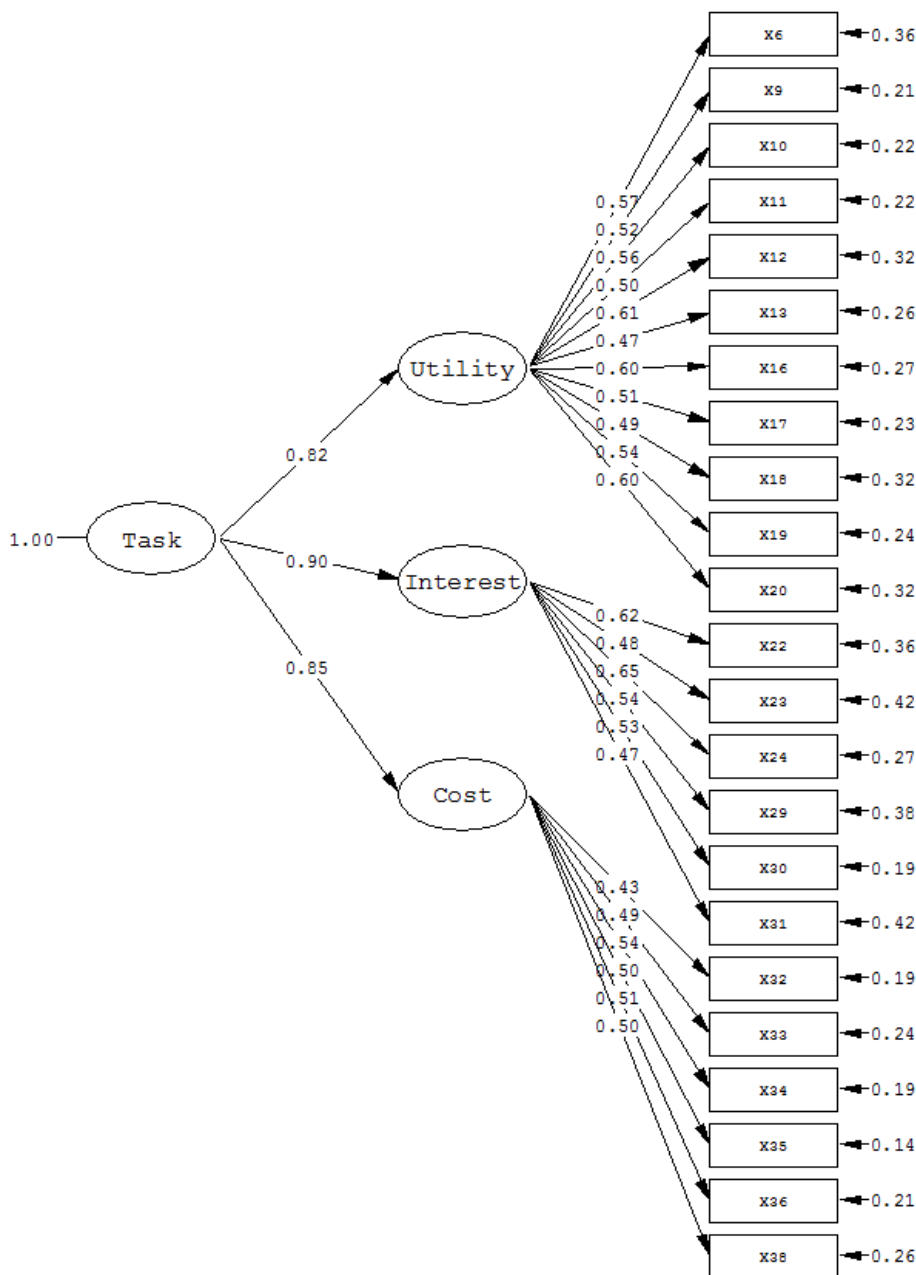 X6 0.36
X9 0.21
X10 0.22
0.57 X11 0.22
0.52
0.56 X12 0.32
0.50
0.61 X13 0.26
0.47
Utility 0.60 X16 0.27
0.51
0.49 X17 0.23
0.54
0.82 0.60 X18 0.32
1.00 Task X19 0.24
0.90
Interest X20 0.32
0.62
0.48 X22 0.36
0.85 0.65
0.54 X23 0.42
0.53
0.47 X24 0.27
Cost X29 0.38
X30 0.19
0.43
0.49 X31 0.42
0.54
0.50 X32 0.19
0.51
0.50 X33 0.24
X34 0.19
X35 0.14
X36 0.21
X38 0.26